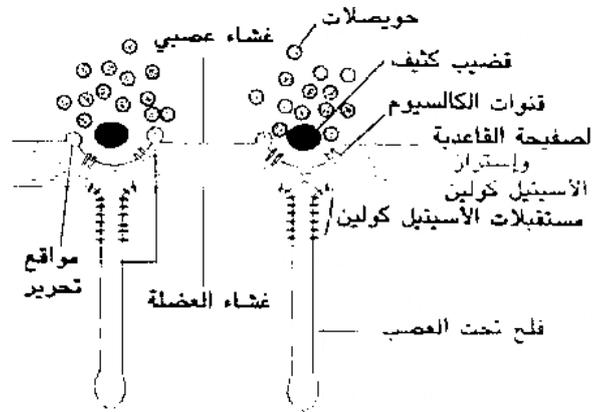 حويصلات
غشاء عصبي
قضيب كثيف
قنوات الكالسيوم
لصفيحة القاعدية
وإستراز
الأسيتيل كولين
مستقبلات الأسيتيل كولين
مواقع
تحرير
غشاء العضلة
فلح تحت العصب